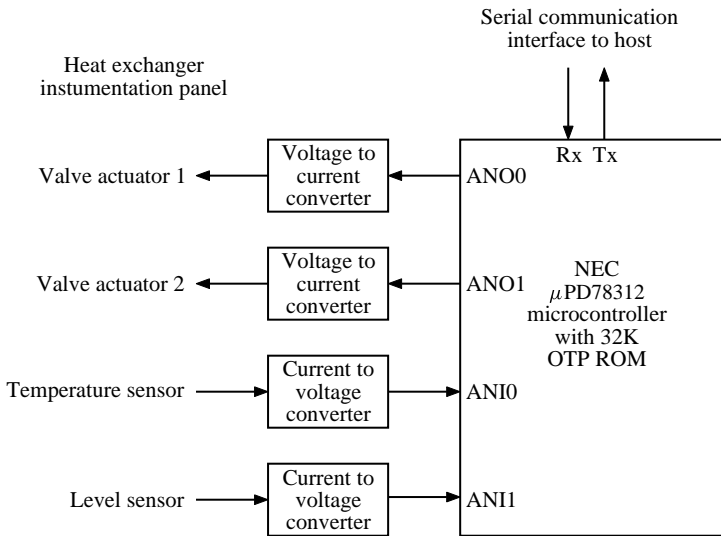 Serial communication
interface to host
Heat exchanger
instumentation panel
Rx Tx
Valve actuator 1
Voltage to
current
converter
ANO0
Valve actuator 2
Voltage to
current
converter
ANO1
NEC
μPD78312
microcontroller
with 32K
OTP ROM
Temperature sensor
Current to
voltage
converter
ANI0
Level sensor
Current to
voltage
converter
ANI1